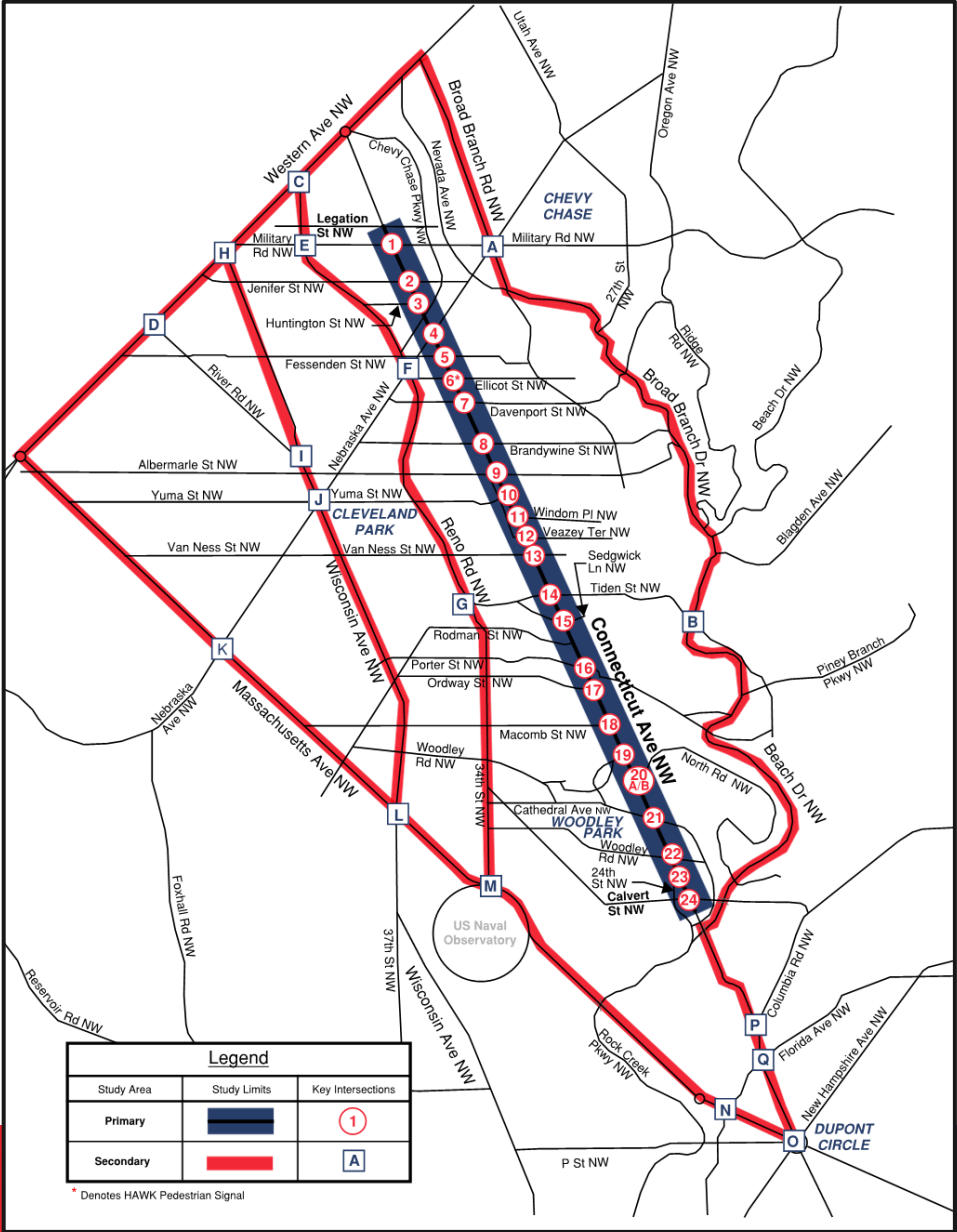 Utah Ave NW
Oregon Ave NW
Western Ave NW
Broad Branch Rd NW
Chevy Chase Pkwy NW
Nevada Ave NW
C
CHEVY
CHASE
Legation
St NW
Military
Rd NW
E
1
A
Military Rd NW
H
27th St
NW
2
Jenifer St NW
3
Huntington St NW
D
4
Ridge
Rd NW
5
Fessenden St NW
F
6*
Ellicot St NW
River Rd NW
7
Davenport St NW
Nebraska Ave NW
Broad Branch Dr NW
Beach Dr NW
8
Brandywine St NW
I
Albermarle St NW
9
Yuma St NW
J
Yuma St NW
10
CLEVELAND
PARK
11
Windom Pl NW
12
Veazey Ter NW
Blagden Ave NW
Van Ness St NW
Van Ness St NW
13
Reno Rd NW
Sedgwick
Ln NW
Wisconsin Ave NW
14
Tiden St NW
G
15
B
Rodman St NW
Connecticut Ave NW
K
Porter St NW
16
Ordway St NW
17
Piney Branch
Pkwy NW
Nebraska
Ave NW
Massachusetts Ave NW
18
Macomb St NW
Woodley
Rd NW
19
20
A/B
North Rd NW
Beach Dr NW
34th St NW
Cathedral Ave NW
L
WOODLEY
PARK
21
Woodley
Rd NW
22
24th
St NW
23
M
Calvert
St NW
24
Foxhall Rd NW
US Naval
Observatory
37th St NW
Wisconsin Ave NW
Columbia Rd NW
Reservoir Rd NW
P
Florida Ave NW
Q
New Hampshire Ave NW
Rock Creek
Pkwy NW
N
O
DUPONT
CIRCLE
P St NW
Legend
Study Area
Study Limits
Key Intersections
Primary
1
Secondary
A
* Denotes HAWK Pedestrian Signal